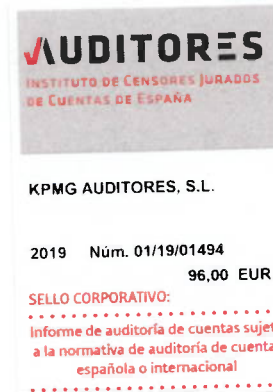 AUDITORES
INSTITUTO DE CENSORES JURADOS
DE CUENTAS DE ESPAÑA
KPMG AUDITORES, S.L.
2019 Núm. 01/19/01494
96,00 EUR
SELLO CORPORATIVO:
Informe de auditoría de cuentas sujet
a la normativa de auditoría de cuenta
española o internacional